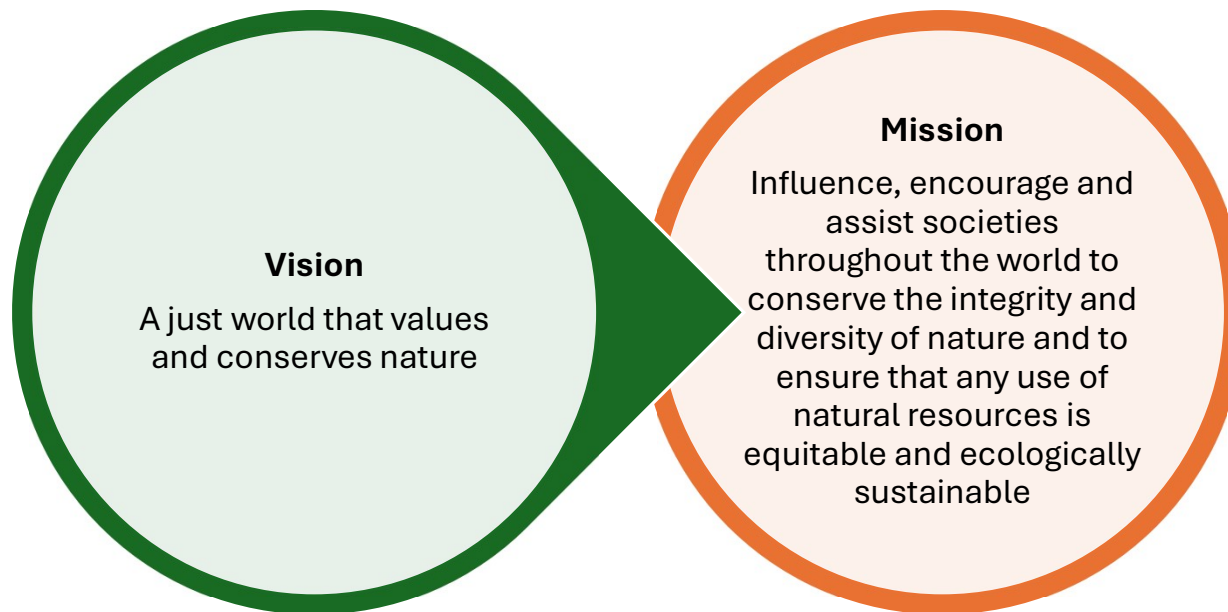 Vision
A just world that values
and conserves nature
Mission
Influence, encourage and
assist societies
throughout the world to
conserve the integrity and
diversity of nature and to
ensure that any use of
natural resources is
equitable and ecologically
sustainable